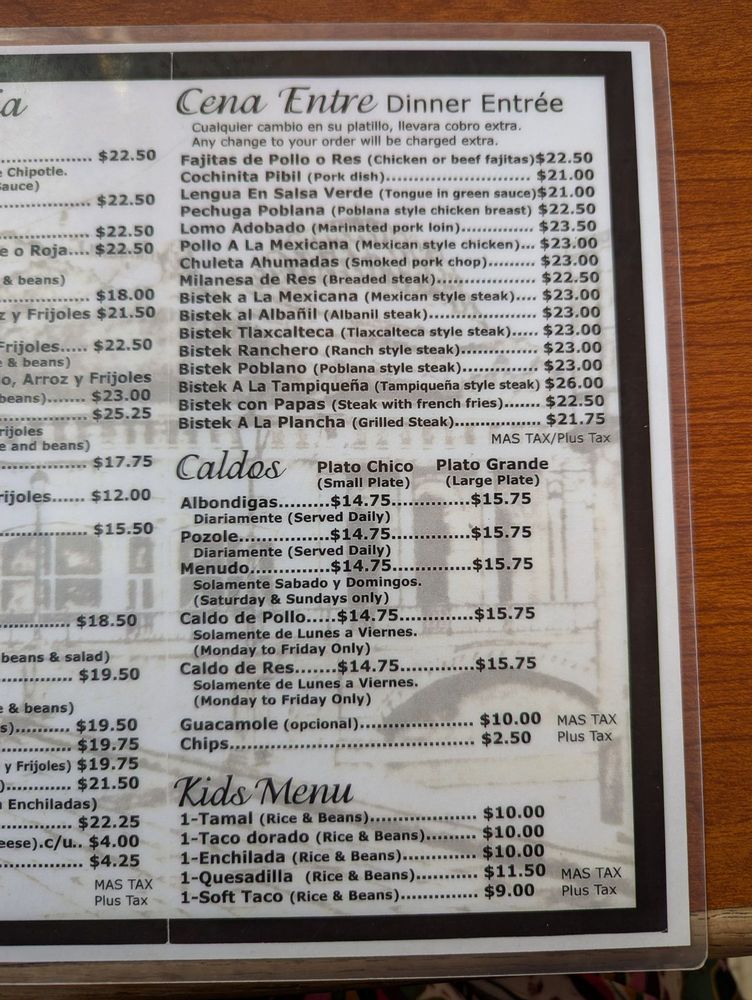 ia
$22.50
e Chipotle.
Sauce)
$22.50
$22.50
e o Roja.... $22.50
& beans)
$18.00
z y Frijoles $21.50
Frijoles..... $22.50
e & beans)
o, Arroz y Frijoles
beans)....... $23.00
$25.25
rijoles
e and beans)
$17.75
rijoles...... $12.00
$15.50
$18.50
beans & salad)
$19.50
e & beans)
s).......... $19.50
$19.75
y Frijoles) $19.75
)............ $21.50
Enchiladas)
$22.25
eese).c/u.. $4.00
$4.25
MAS TAX
Plus Tax
Cena Entre Dinner Entrée
Cualquier cambio en su platillo, llevara cobro extra.
Any change to your order will be charged extra.
Fajitas de Pollo o Res (Chicken or beef fajitas)$22.50
Cochinita Pibil (Pork dish)............................ $21.00
Lengua En Salsa Verde (Tongue in green sauce)$21.00
Pechuga Poblana (Poblana style chicken breast) $22.50
Lomo Adobado (Marinated pork loin)............... $23.50
Pollo A La Mexicana (Mexican style chicken)... $23.00
Chuleta Ahumadas (Smoked pork chop).......... $23.00
Milanesa de Res (Breaded steak).................... $22.50
Bistek a La Mexicana (Mexican style steak).... $23.00
Bistek al Albañil (Albanil steak)...................... $23.00
Bistek Tlaxcalteca (Tlaxcalteca style steak)..... $23.00
Bistek Ranchero (Ranch style steak)............... $23.00
Bistek Poblano (Poblana style steak)............... $23.00
Bistek A La Tampiqueña (Tampiqueña style steak) $26.00
Bistek con Papas (Steak with french fries)....... $22.50
Bistek A La Plancha (Grilled Steak)................. $21.75
MAS TAX/Plus Tax
Caldos Plato Chico Plato Grande
(Small Plate) (Large Plate)
Albondigas.........$14.75.............$15.75
Diariamente (Served Daily)
Pozole................$14.75.............$15.75
Diariamente (Served Daily)
Menudo..............$14.75.............$15.75
Solamente Sabado y Domingos.
(Saturday & Sundays only)
Caldo de Pollo.....$14.75.............$15.75
Solamente de Lunes a Viernes.
(Monday to Friday Only)
Caldo de Res.......$14.75.............$15.75
Solamente de Lunes a Viernes.
(Monday to Friday Only)
Guacamole (opcional).................... $10.00 MAS TAX
Chips........................................... $2.50 Plus Tax
Kids Menu
1-Tamal (Rice & Beans)................... $10.00
1-Taco dorado (Rice & Beans).......... $10.00
1-Enchilada (Rice & Beans)............. $10.00
1-Quesadilla (Rice & Beans)........... $11.50 MAS TAX
1-Soft Taco (Rice & Beans)............. $9.00 Plus Tax